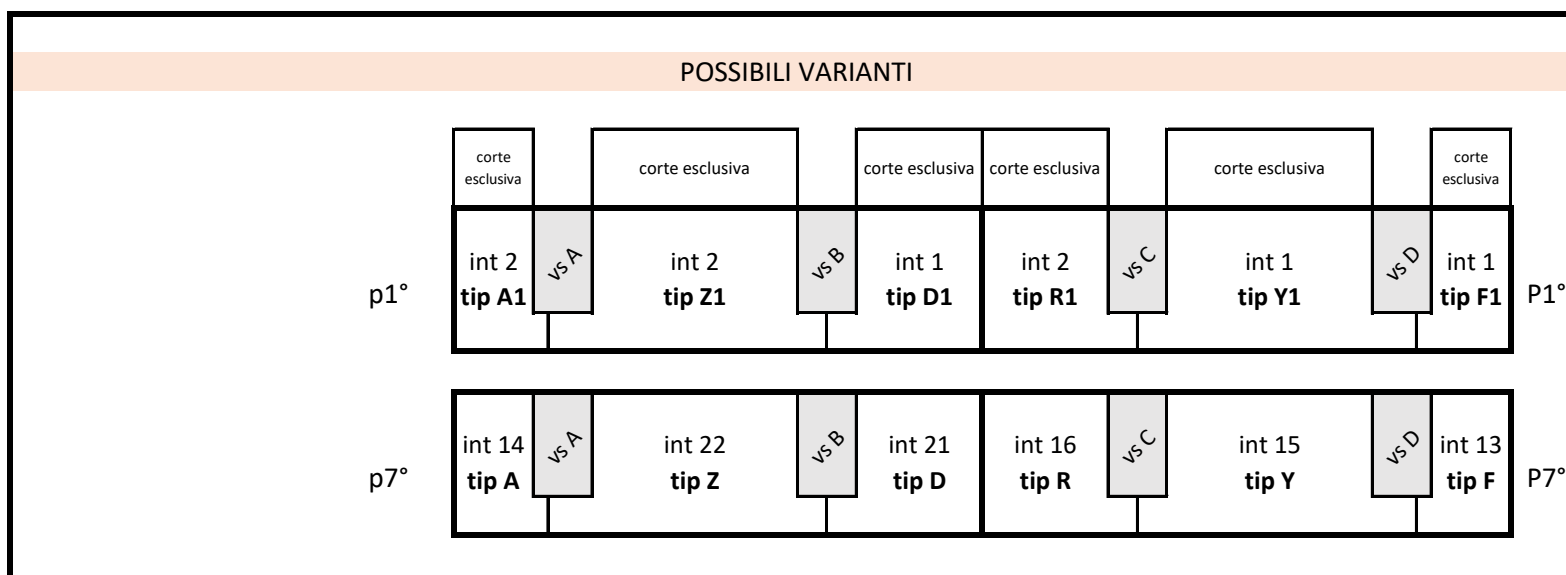 POSSIBILI VARIANTI
corte
esclusiva
corte esclusiva
corte esclusiva
corte esclusiva
corte esclusiva
corte
esclusiva
p1°
int 2
tip A1
vs A
int 2
tip Z1
vs B
int 1
tip D1
int 2
tip R1
vs C
int 1
tip Y1
vs D
int 1
tip F1
P1°
p7°
int 14
tip A
vs A
int 22
tip Z
vs B
int 21
tip D
int 16
tip R
vs C
int 15
tip Y
vs D
int 13
tip F
P7°